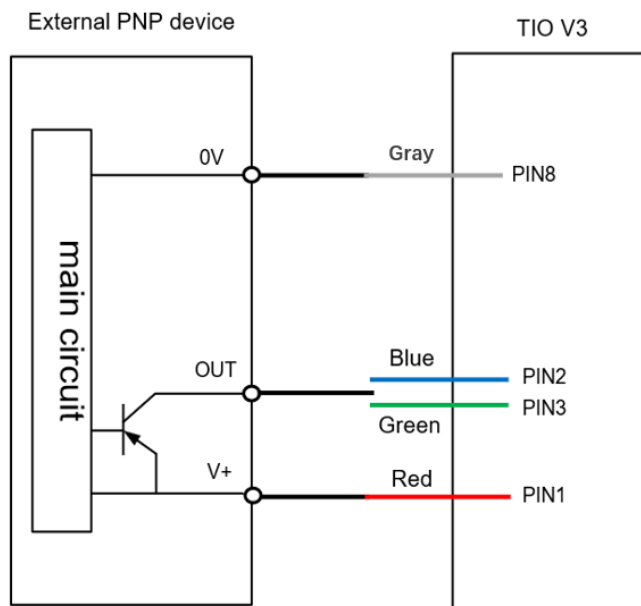 External PNP device
TIO V3
0V
Gray
PIN8
main circuit
OUT
Blue
PIN2
PIN3
Green
V+
Red
PIN1